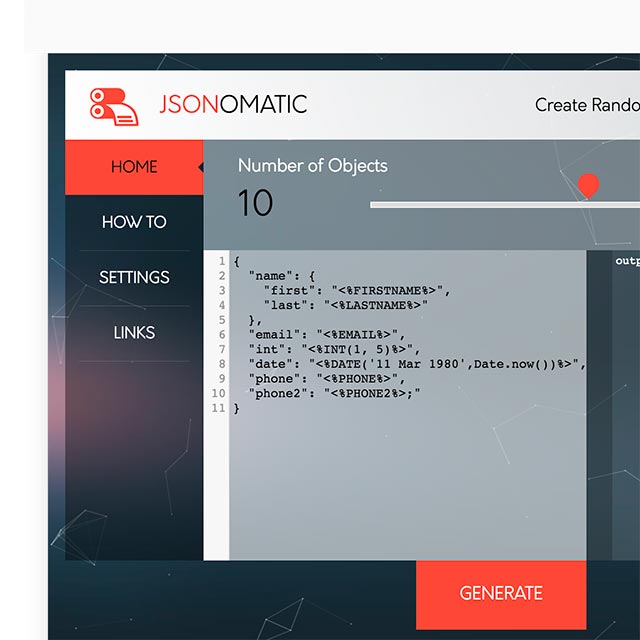 JSONOMATIC
Create Rando
HOME
HOW TO
SETTINGS
LINKS
Number of Objects
10
1 {
2 "name": {
3 "first": "<%FIRSTNAME%>",
4 "last": "<%LASTNAME%>"
5 },
6 "email": "<%EMAIL%>",
7 "int": "<%INT(1, 5)%>",
8 "date": "<%DATE('11 Mar 1980',Date.now())%>",
9 "phone": "<%PHONE%>",
10 "phone2": "<%PHONE2%>;"
11 }
outp
GENERATE